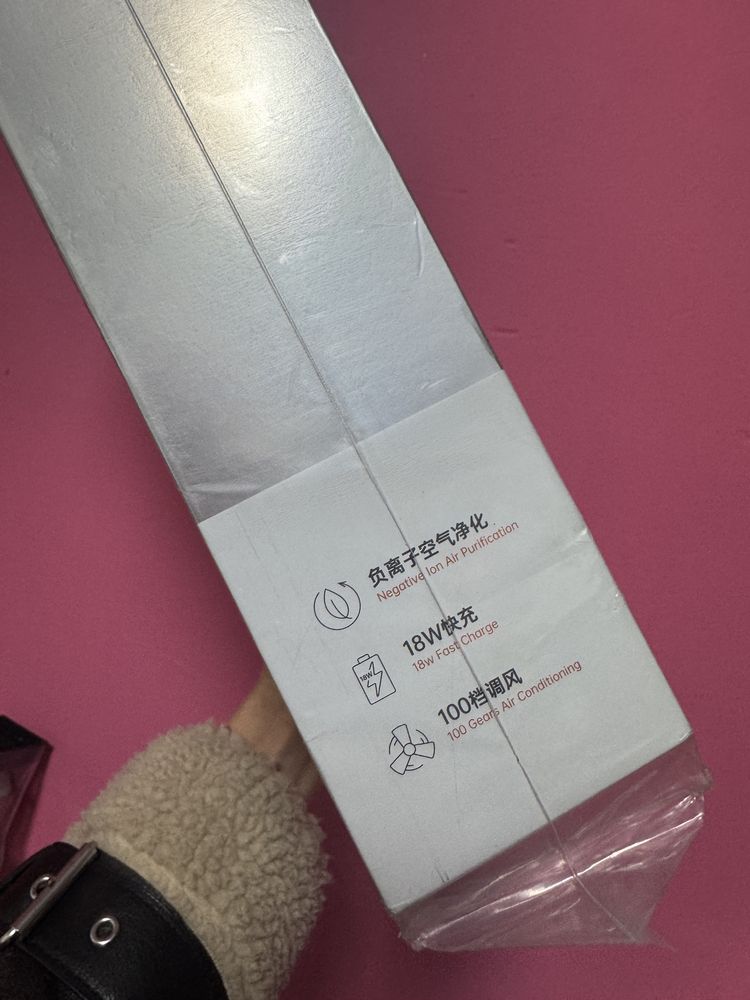 负离子空气净化
Negative Ion Air Purification
18W快充
18w Fast Charge
18W
100档调风
100 Gears Air Conditioning